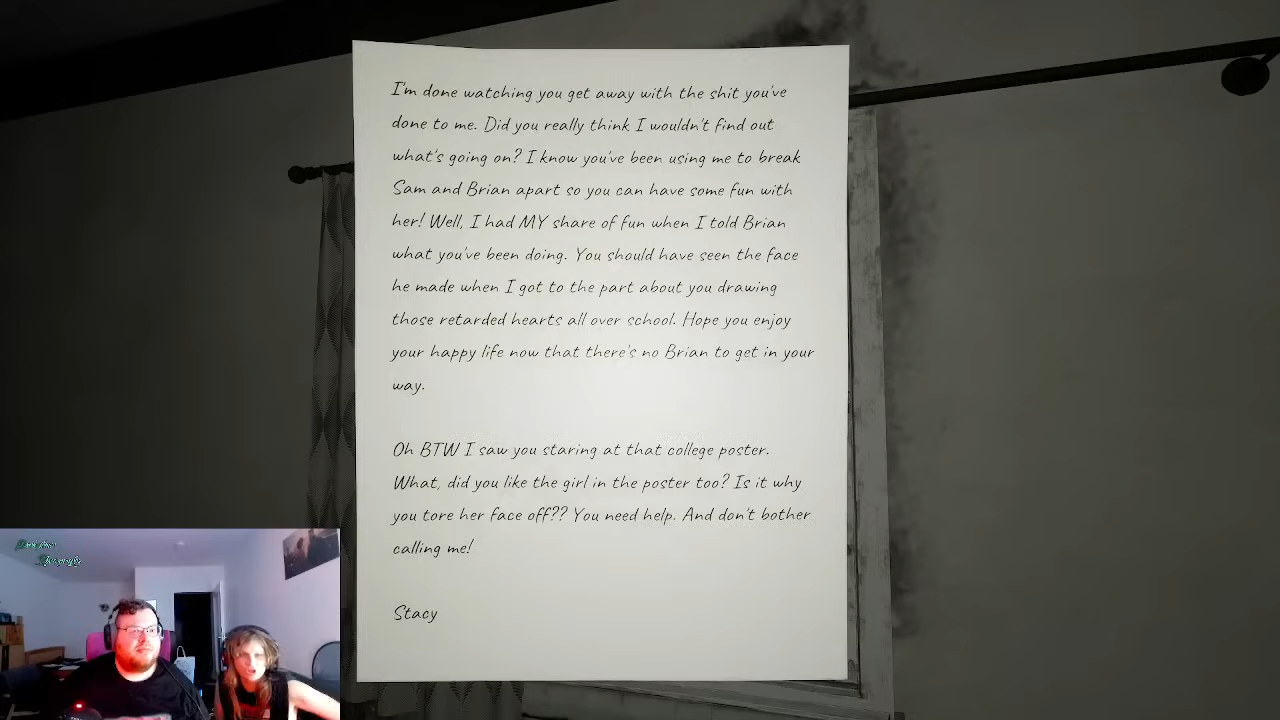 I'm done watching you get away with the shit you've
done to me. Did you really think I wouldn't find out
what's going on? I know you've been using me to break
Sam and Brian apart so you can have some fun with
her! Well, I had MY share of fun when I told Brian
what you've been doing. You should have seen the face
he made when I got to the part about you drawing
those retarded hearts all over school. Hope you enjoy
your happy life now that there's no Brian to get in your
way.
Oh BTW I saw you staring at that college poster.
What, did you like the girl in the poster too? Is it why
you tore her face off?? You need help. And don't bother
calling me!
Stacy